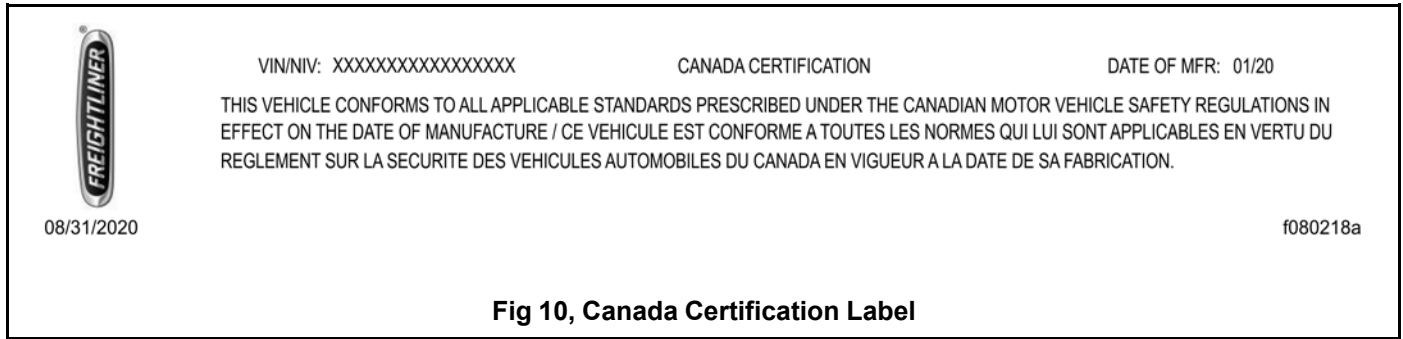 ®
FREIGHTLINER
VIN/NIV: XXXXXXXXXXXXXXXXX CANADA CERTIFICATION DATE OF MFR: 01/20
THIS VEHICLE CONFORMS TO ALL APPLICABLE STANDARDS PRESCRIBED UNDER THE CANADIAN MOTOR VEHICLE SAFETY REGULATIONS IN
EFFECT ON THE DATE OF MANUFACTURE / CE VEHICULE EST CONFORME A TOUTES LES NORMES QUI LUI SONT APPLICABLES EN VERTU DU
REGLEMENT SUR LA SECURITE DES VEHICULES AUTOMOBILES DU CANADA EN VIGUEUR A LA DATE DE SA FABRICATION.
08/31/2020 f080218a
Fig 10, Canada Certification Label